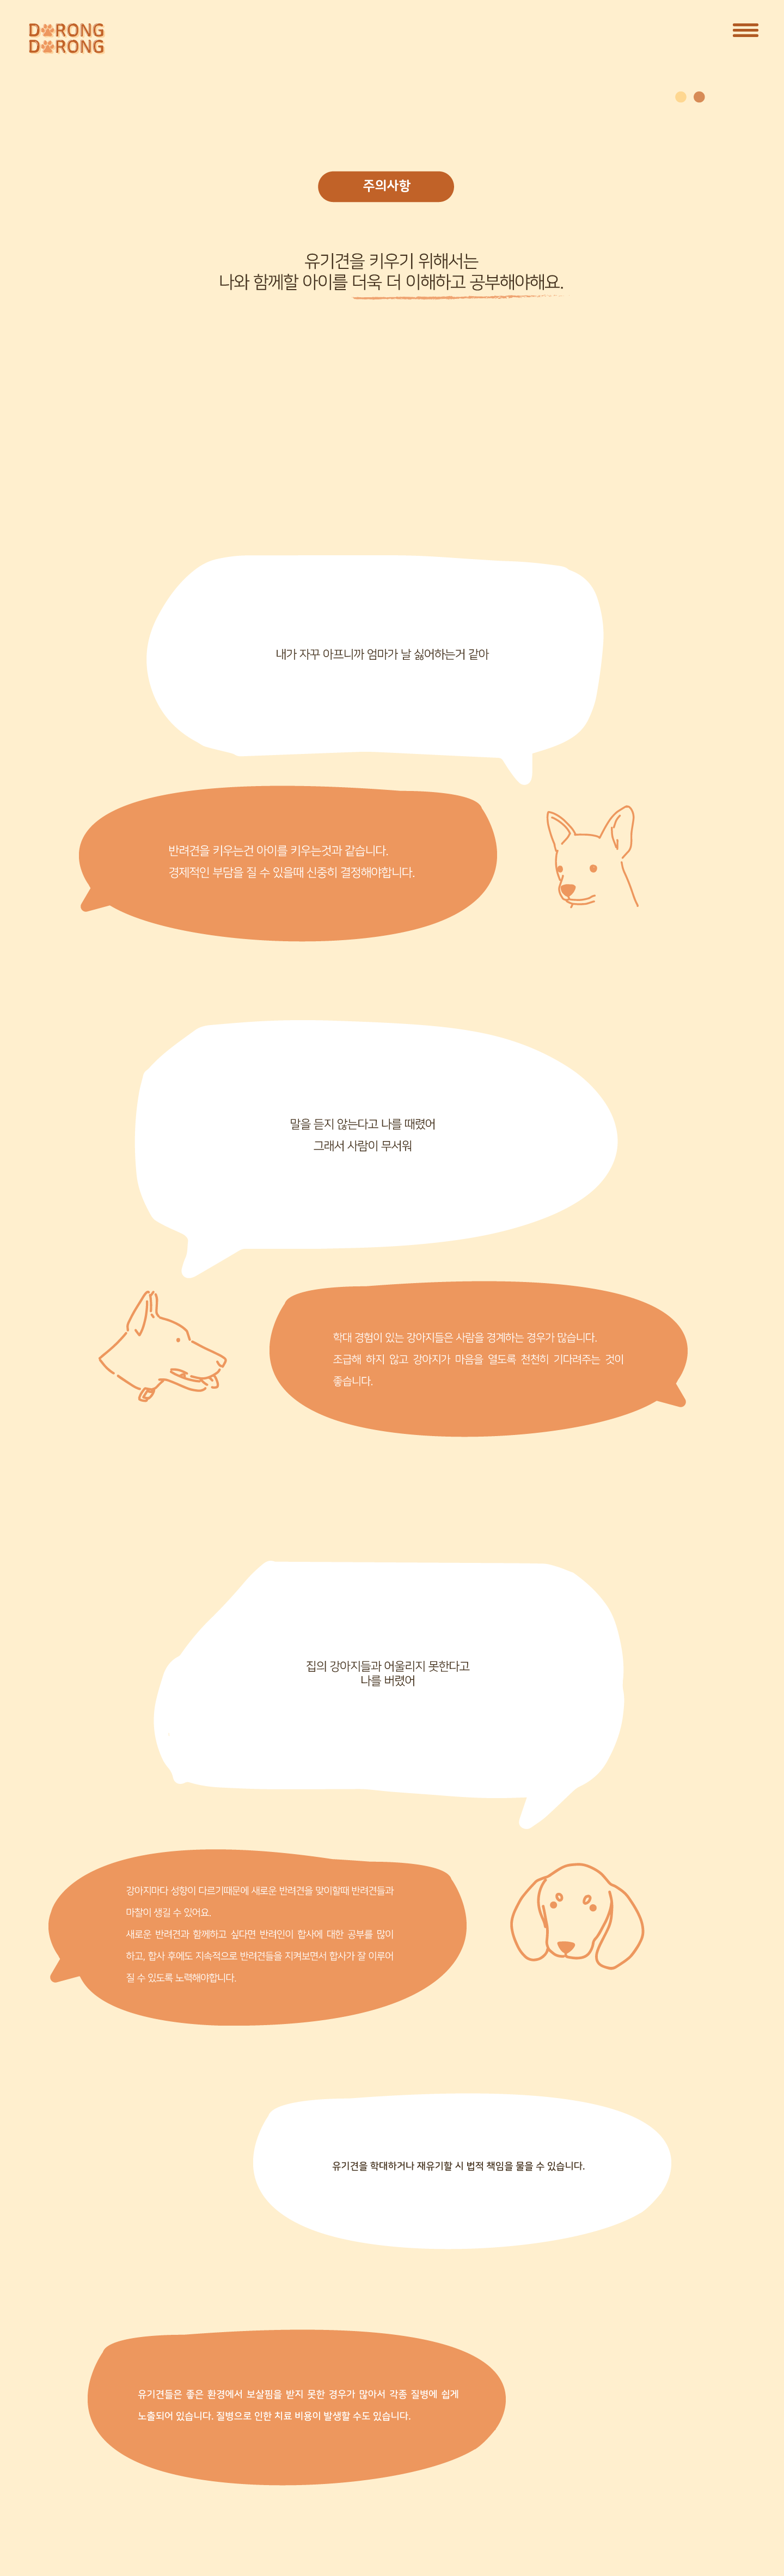 DORONG
DORONG
주의사항
유기견을 키우기 위해서는
나와 함께할 아이를 더욱 더 이해하고 공부해야해요.
내가 자꾸 아프니까 엄마가 날 싫어하는거 같아
반려견을 키우는건 아이를 키우는것과 같습니다.
경제적인 부담을 질 수 있을때 신중히 결정해야합니다.
말을 듣지 않는다고 나를 때렸어
그래서 사람이 무서워
학대 경험이 있는 강아지들은 사람을 경계하는 경우가 많습니다.
조급해 하지 않고 강아지가 마음을 열도록 천천히 기다려주는 것이
좋습니다.
집의 강아지들과 어울리지 못한다고
나를 버렸어
강아지마다 성향이 다르기때문에 새로운 반려견을 맞이할때 반려견들과
마찰이 생길 수 있어요.
새로운 반려견과 함께하고 싶다면 반려인이 합사에 대한 공부를 많이
하고, 합사 후에도 지속적으로 반려견들을 지켜보면서 합사가 잘 이루어
질 수 있도록 노력해야합니다.
유기견을 학대하거나 재유기할 시 법적 책임을 물을 수 있습니다.
유기견들은 좋은 환경에서 보살핌을 받지 못한 경우가 많아서 각종 질병에 쉽게
노출되어 있습니다. 질병으로 인한 치료 비용이 발생할 수도 있습니다.